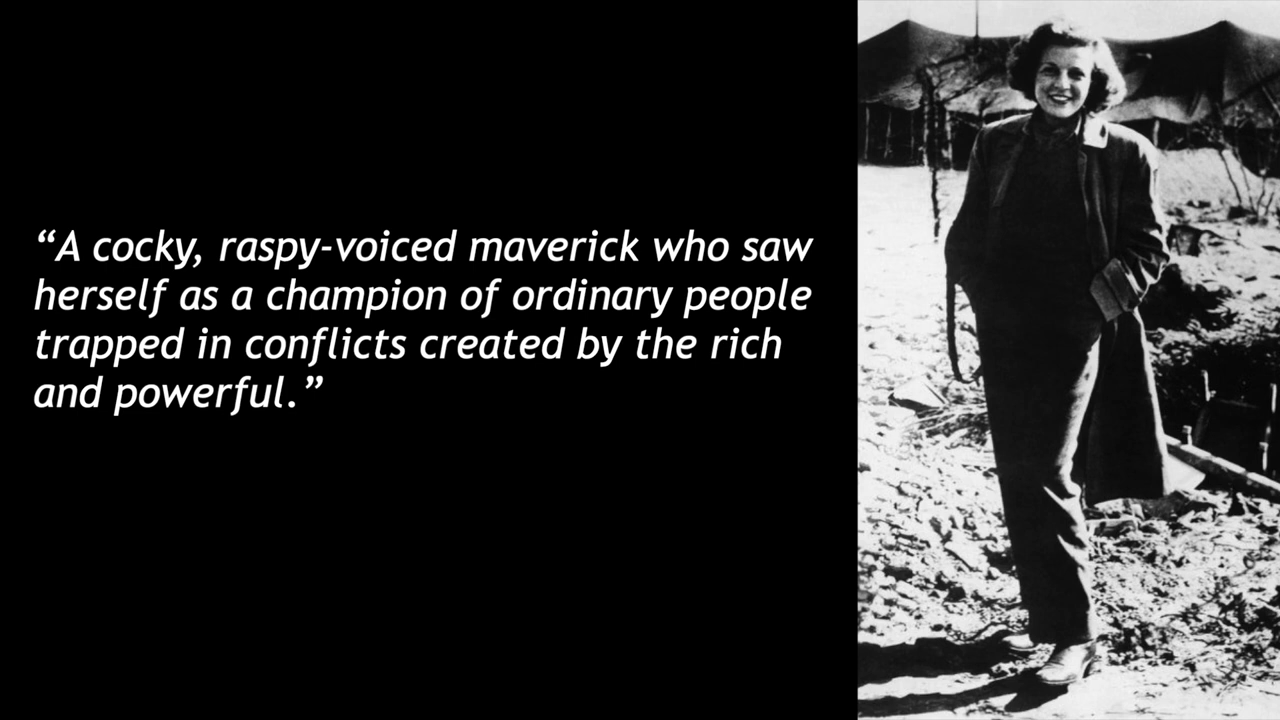 “A cocky, raspy-voiced maverick who saw
herself as a champion of ordinary people
trapped in conflicts created by the rich
and powerful.”